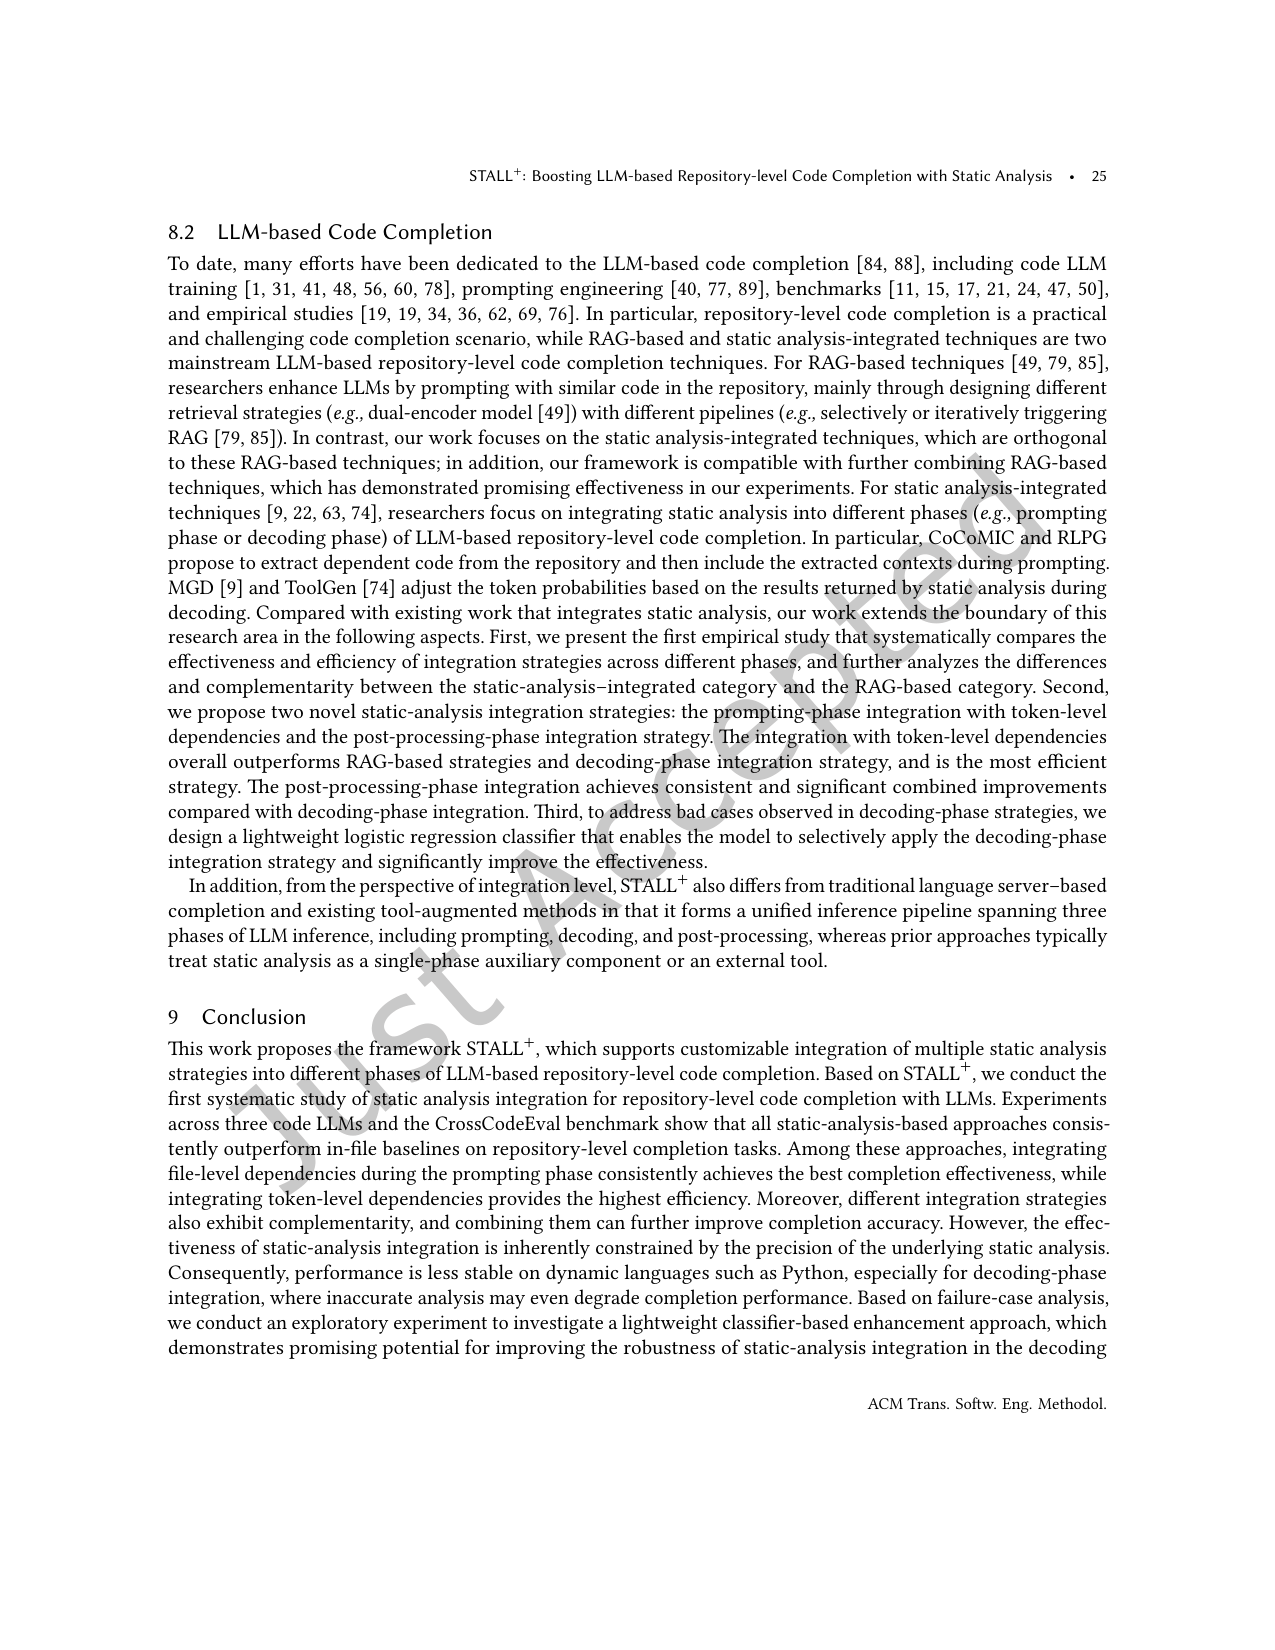 STALL+: Boosting LLM-based Repository-level Code Completion with Static Analysis • 25
8.2 LLM-based Code Completion
To date, many efforts have been dedicated to the LLM-based code completion [84, 88], including code LLM
training [1, 31, 41, 48, 56, 60, 78], prompting engineering [40, 77, 89], benchmarks [11, 15, 17, 21, 24, 47, 50],
and empirical studies [19, 19, 34, 36, 62, 69, 76]. In particular, repository-level code completion is a practical
and challenging code completion scenario, while RAG-based and static analysis-integrated techniques are two
mainstream LLM-based repository-level code completion techniques. For RAG-based techniques [49, 79, 85],
researchers enhance LLMs by prompting with similar code in the repository, mainly through designing different
retrieval strategies (e.g., dual-encoder model [49]) with different pipelines (e.g., selectively or iteratively triggering
RAG [79, 85]). In contrast, our work focuses on the static analysis-integrated techniques, which are orthogonal
to these RAG-based techniques; in addition, our framework is compatible with further combining RAG-based
techniques, which has demonstrated promising effectiveness in our experiments. For static analysis-integrated
techniques [9, 22, 63, 74], researchers focus on integrating static analysis into different phases (e.g., prompting
phase or decoding phase) of LLM-based repository-level code completion. In particular, CoCoMIC and RLPG
propose to extract dependent code from the repository and then include the extracted contexts during prompting.
MGD [9] and ToolGen [74] adjust the token probabilities based on the results returned by static analysis during
decoding. Compared with existing work that integrates static analysis, our work extends the boundary of this
research area in the following aspects. First, we present the first empirical study that systematically compares the
effectiveness and efficiency of integration strategies across different phases, and further analyzes the differences
and complementarity between the static-analysis–integrated category and the RAG-based category. Second,
we propose two novel static-analysis integration strategies: the prompting-phase integration with token-level
dependencies and the post-processing-phase integration strategy. The integration with token-level dependencies
overall outperforms RAG-based strategies and decoding-phase integration strategy, and is the most efficient
strategy. The post-processing-phase integration achieves consistent and significant combined improvements
compared with decoding-phase integration. Third, to address bad cases observed in decoding-phase strategies, we
design a lightweight logistic regression classifier that enables the model to selectively apply the decoding-phase
integration strategy and significantly improve the effectiveness.
In addition, from the perspective of integration level, STALL+ also differs from traditional language server–based
completion and existing tool-augmented methods in that it forms a unified inference pipeline spanning three
phases of LLM inference, including prompting, decoding, and post-processing, whereas prior approaches typically
treat static analysis as a single-phase auxiliary component or an external tool.
9 Conclusion
This work proposes the framework STALL+, which supports customizable integration of multiple static analysis
strategies into different phases of LLM-based repository-level code completion. Based on STALL+, we conduct the
first systematic study of static analysis integration for repository-level code completion with LLMs. Experiments
across three code LLMs and the CrossCodeEval benchmark show that all static-analysis-based approaches consis-
tently outperform in-file baselines on repository-level completion tasks. Among these approaches, integrating
file-level dependencies during the prompting phase consistently achieves the best completion effectiveness, while
integrating token-level dependencies provides the highest efficiency. Moreover, different integration strategies
also exhibit complementarity, and combining them can further improve completion accuracy. However, the effec-
tiveness of static-analysis integration is inherently constrained by the precision of the underlying static analysis.
Consequently, performance is less stable on dynamic languages such as Python, especially for decoding-phase
integration, where inaccurate analysis may even degrade completion performance. Based on failure-case analysis,
we conduct an exploratory experiment to investigate a lightweight classifier-based enhancement approach, which
demonstrates promising potential for improving the robustness of static-analysis integration in the decoding
ACM Trans. Softw. Eng. Methodol.
Just Accepted